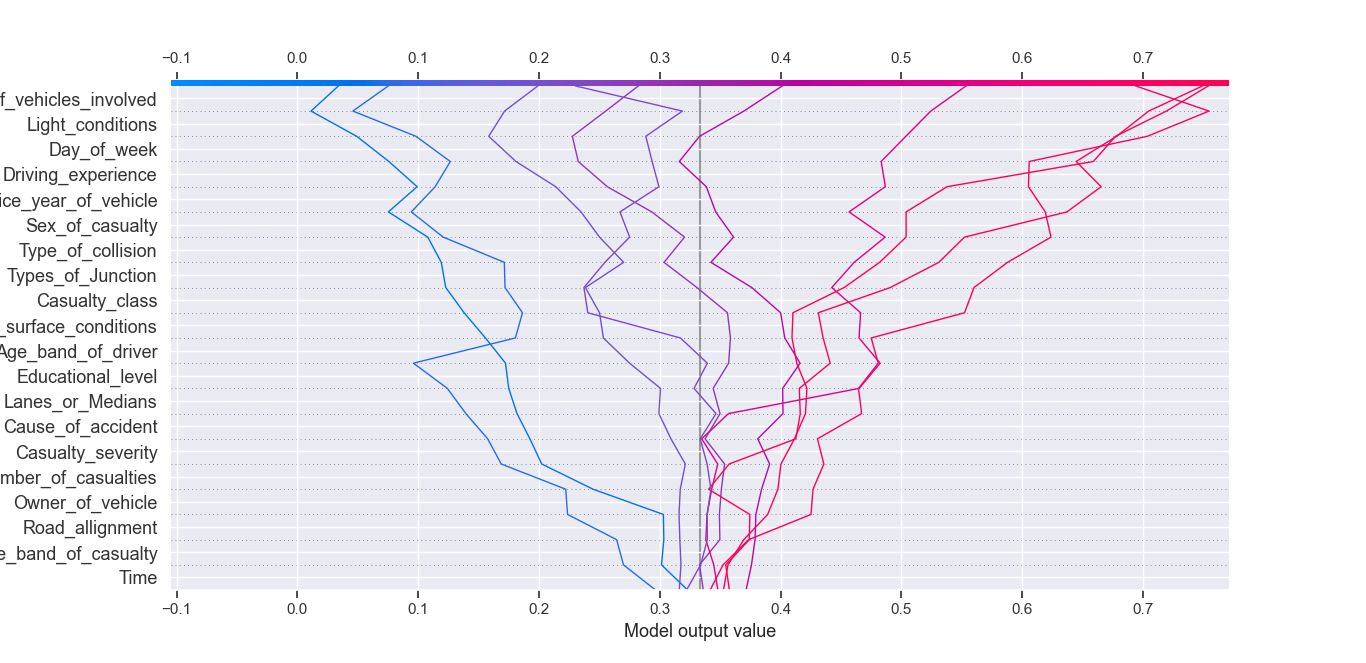 −0.1 0.0 0.1 0.2 0.3 0.4 0.5 0.6 0.7
f_vehicles_involved
Light_conditions
Day_of_week
Driving_experience
ice_year_of_vehicle
Sex_of_casualty
Type_of_collision
Types_of_Junction
Casualty_class
_surface_conditions
Age_band_of_driver
Educational_level
Lanes_or_Medians
Cause_of_accident
Casualty_severity
mber_of_casualties
Owner_of_vehicle
Road_allignment
e_band_of_casualty
Time
−0.1 0.0 0.1 0.2 0.3 0.4 0.5 0.6 0.7
Model output value